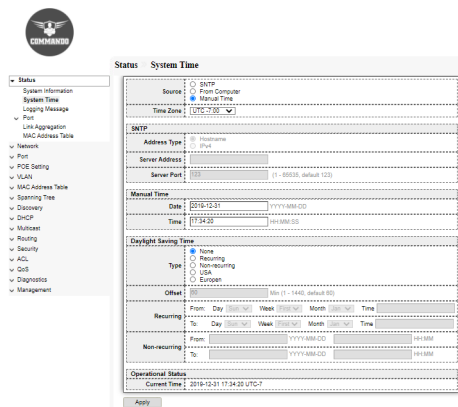 COMMANDO
Status System Time
Status
System Information
System Time
Logging Message
Port
Link Aggregation
MAC Address Table
Network
Port
POE Setting
VLAN
MAC Address Table
Spanning Tree
Discovery
DHCP
Multicast
Routing
Security
ACL
QoS
Diagnostics
Management
Source
SNTP
From Computer
Manual Time
Time Zone UTC -7:00
SNTP
Address Type
Hostname
IPv4
Server Address
Server Port 123 (1 - 65535, default 123)
Manual Time
Date 2019-12-31 YYYY-MM-DD
Time 17:34:20 HH:MM:SS
Daylight Saving Time
Type
None
Recurring
Non-recurring
USA
Europen
Offset 60 Min (1 - 1440, default 60)
Recurring
From: Day Sun Week First Month Jan Time
To: Day Sun Week First Month Jan Time
Non-recurring
From: YYYY-MM-DD HH:MM
To: YYYY-MM-DD HH:MM
Operational Status
Current Time 2019-12-31 17:34:20 UTC-7
Apply